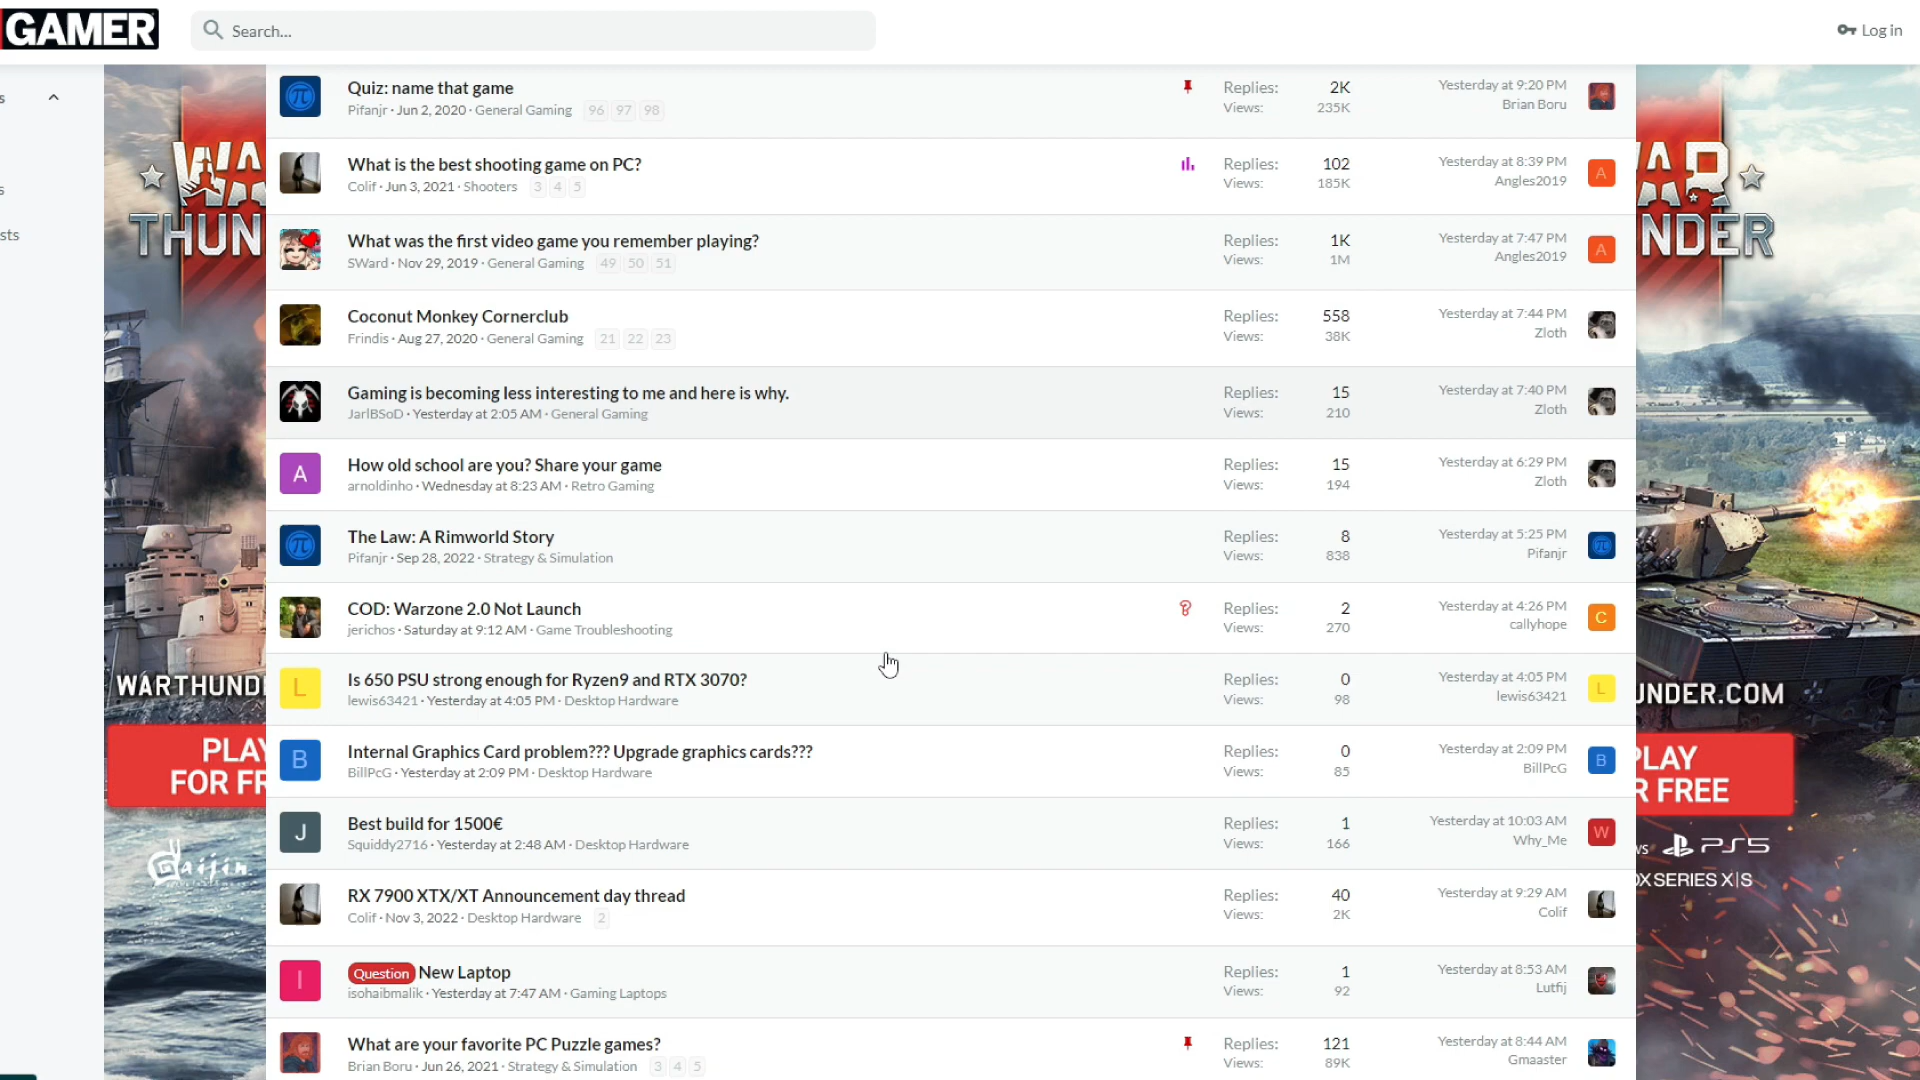 GAMER
Search...
Log in
s
s
sts
Quiz: name that game
Pifanjr · Jun 2, 2020 · General Gaming 96 97 98
Replies: 2K
Views: 235K
Yesterday at 9:20 PM
Brian Boru
What is the best shooting game on PC?
Colif · Jun 3, 2021 · Shooters 3 4 5
Replies: 102
Views: 185K
Yesterday at 8:39 PM
Angles2019
A
What was the first video game you remember playing?
SWard · Nov 29, 2019 · General Gaming 49 50 51
Replies: 1K
Views: 1M
Yesterday at 7:47 PM
Angles2019
A
Coconut Monkey Cornerclub
Frindis · Aug 27, 2020 · General Gaming 21 22 23
Replies: 558
Views: 38K
Yesterday at 7:44 PM
Zloth
Gaming is becoming less interesting to me and here is why.
JarlBSoD · Yesterday at 2:05 AM · General Gaming
Replies: 15
Views: 210
Yesterday at 7:40 PM
Zloth
A
How old school are you? Share your game
arnoldinho · Wednesday at 8:23 AM · Retro Gaming
Replies: 15
Views: 194
Yesterday at 6:29 PM
Zloth
The Law: A Rimworld Story
Pifanjr · Sep 28, 2022 · Strategy & Simulation
Replies: 8
Views: 838
Yesterday at 5:25 PM
Pifanjr
COD: Warzone 2.0 Not Launch
jerichos · Saturday at 9:12 AM · Game Troubleshooting
Replies: 2
Views: 270
Yesterday at 4:26 PM
callyhope
C
L
Is 650 PSU strong enough for Ryzen9 and RTX 3070?
lewis63421 · Yesterday at 4:05 PM · Desktop Hardware
Replies: 0
Views: 98
Yesterday at 4:05 PM
lewis63421
L
B
Internal Graphics Card problem??? Upgrade graphics cards???
BillPcG · Yesterday at 2:09 PM · Desktop Hardware
Replies: 0
Views: 85
Yesterday at 2:09 PM
BillPcG
B
J
Best build for 1500€
Squiddy2716 · Yesterday at 2:48 AM · Desktop Hardware
Replies: 1
Views: 166
Yesterday at 10:03 AM
Why_Me
W
RX 7900 XTX/XT Announcement day thread
Colif · Nov 3, 2022 · Desktop Hardware 2
Replies: 40
Views: 2K
Yesterday at 9:29 AM
Colif
I
Question New Laptop
isohaibmalik · Yesterday at 7:47 AM · Gaming Laptops
Replies: 1
Views: 92
Yesterday at 8:53 AM
Lutfij
What are your favorite PC Puzzle games?
Brian Boru · Jun 26, 2021 · Strategy & Simulation 3 4 5
Replies: 121
Views: 89K
Yesterday at 8:44 AM
Gmaaster
WA
THUN
WARTHUND
PLAY
FOR FR
Gaijin
AR
NDER
UNDER.COM
PLAY
R FREE
ws PS5
OX SERIES X|S